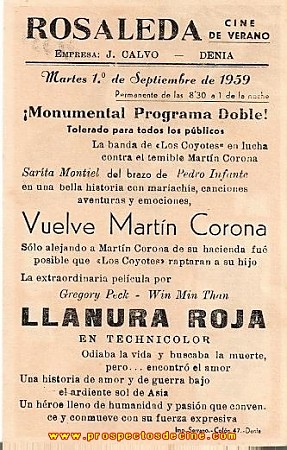 ROSALEDA CINE
DE VERANO
EMPRESA: J. CALVO — DENIA
Martes 1.º de Septiembre de 1959
Permanente de las 8'30 a 1 de la noche
¡Monumental Programa Doble!
Tolerado para todos los públicos
La banda de «Los Coyotes» en lucha
contra el temible Martín Corona
Sarita Montiel del brazo de Pedro Infante
en una bella historia con mariachis, canciones
aventuras y emociones,
Vuelve Martín Corona
Sólo alejando a Martín Corona de su hacienda fué
posible que «Los Coyotes» raptaran a su hijo
La extraordinaria película por
Gregory Peck - Win Min Than
LLANURA ROJA
EN TECHNICOLOR
Odiaba la vida y buscaba la muerte,
pero... encontró el amor
Una historia de amor y de guerra bajo
el ardiente sol de Asia
Un héroe lleno de humanidad y pasión que conven-
ce y conmueve con su fuerza expresiva
Imp. Serrano.- Colón 47.- Denia
www.prospectosdecine.com